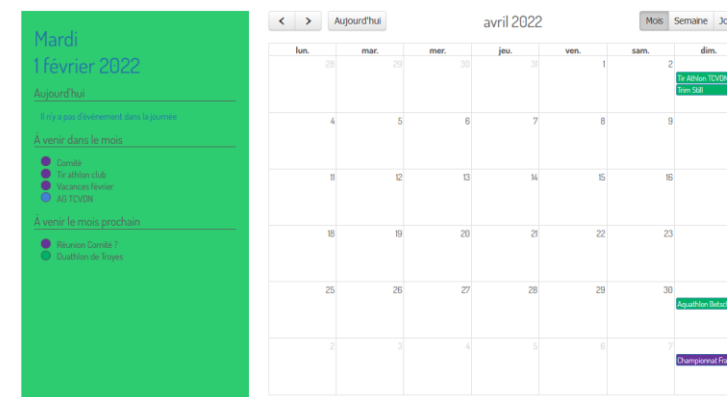 Mardi
1 février 2022
Aujourd'hui
Il n'y a pas d'événement dans la journée
À venir dans le mois
Comité
Tir athlon club
Vacances février
AG TCVDN
À venir le mois prochain
Réunion Comité ?
Duathlon de Troyes
< > Aujourd'hui avril 2022 Mois Semaine
lun. mar. mer. jeu. ven. sam. dim.
28 29 30 31 1 2
Tir Athlon TCVDN
Trim Still
4 5 6 7 8 9
11 12 13 14 15 16
18 19 20 21 22 23
25 26 27 28 29 30
Aquathlon
2 3 4 5 6 7
Championnat